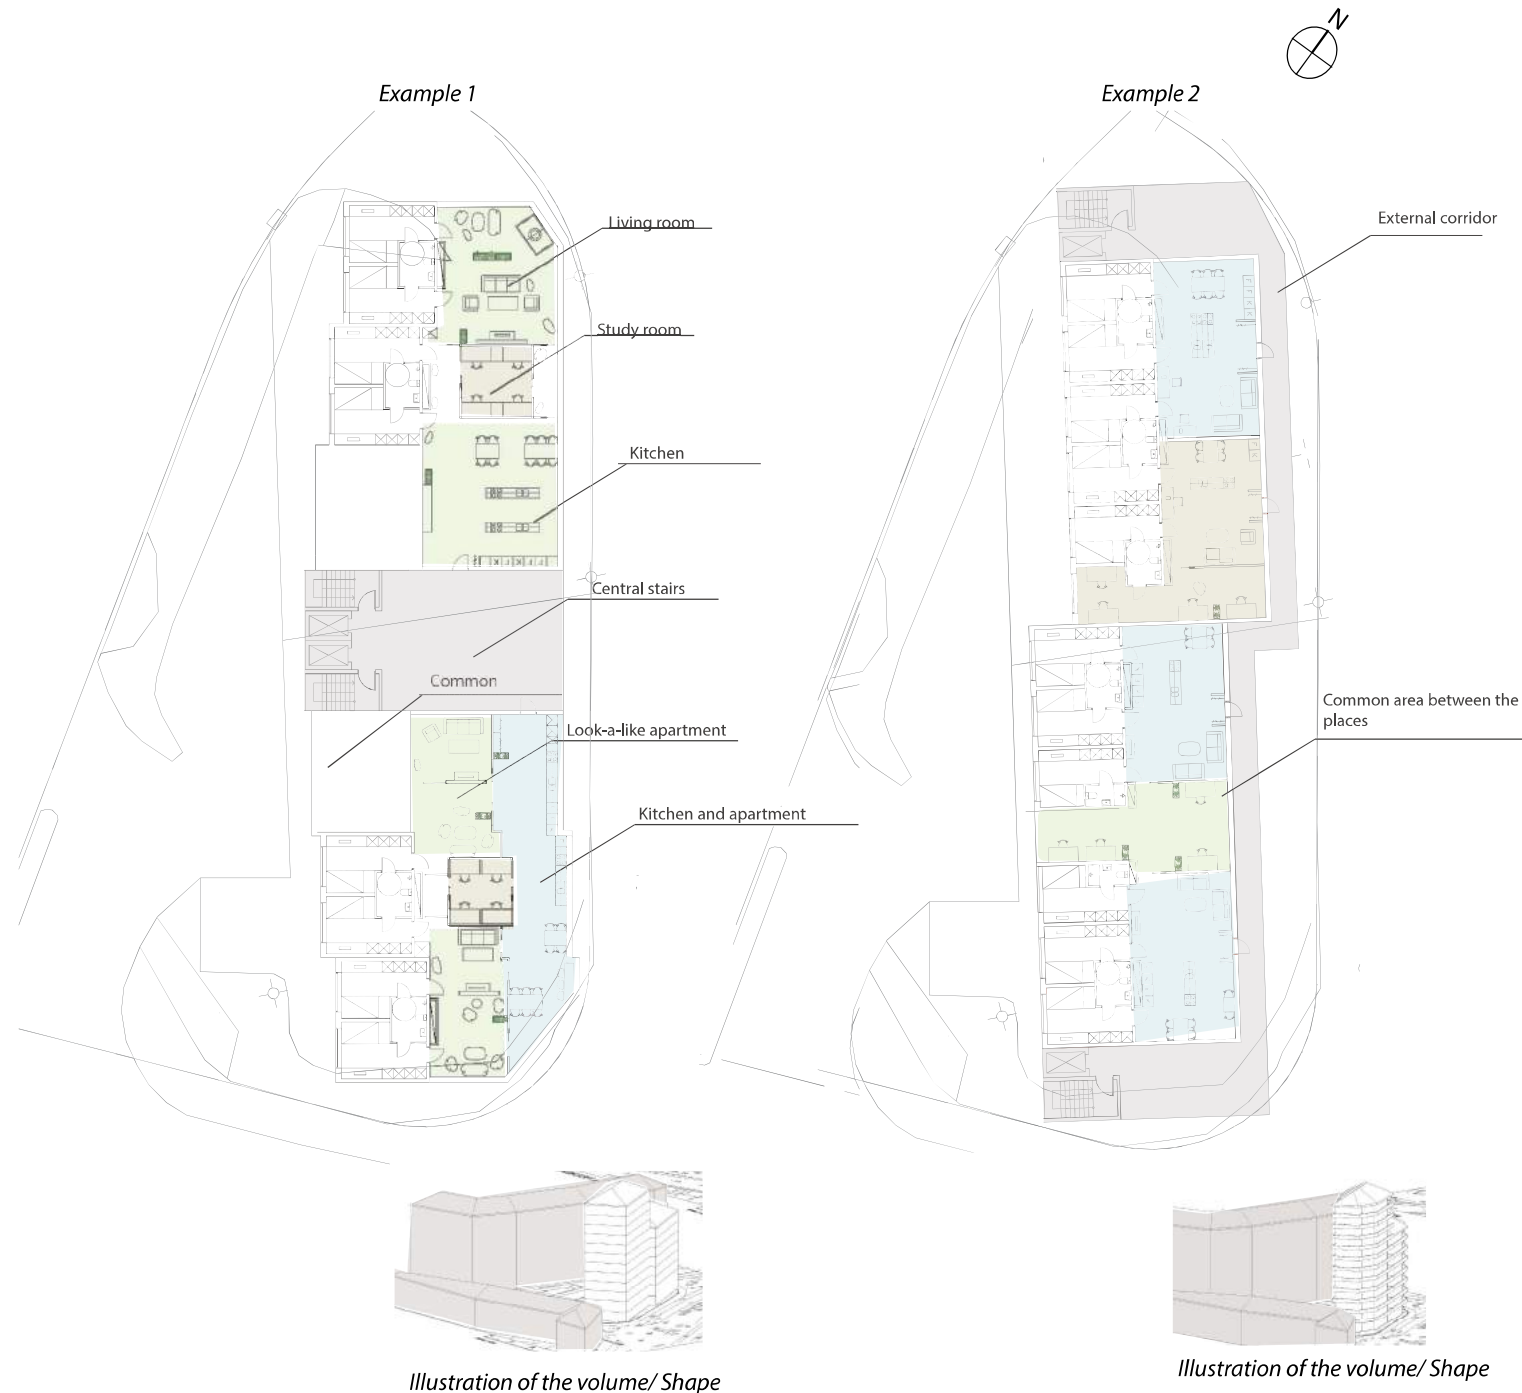 N
Example 1
Example 2
Living room
External corridor
Study room
Kitchen
Central stairs
Common
Common area between the
places
Look-a-like apartment
Kitchen and apartment
Illustration of the volume/ Shape
Illustration of the volume/ Shape